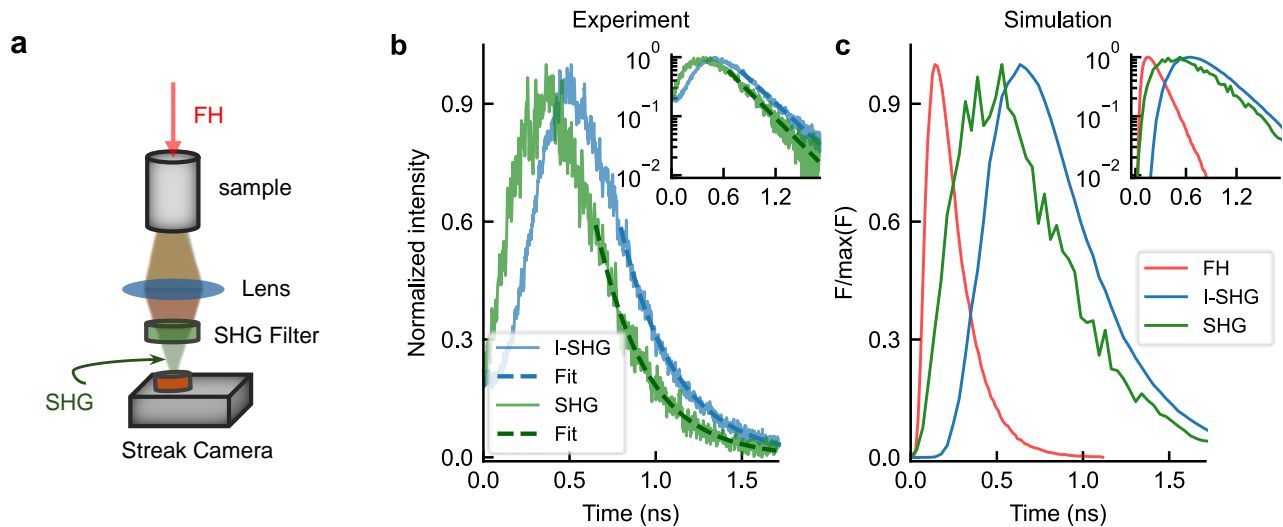 a
FH
sample
Lens
SHG Filter
SHG
Streak Camera
Experiment
b
Normalized intensity
0.9
0.6
0.3
0.0
0.0 0.5 1.0 1.5
Time (ns)
I-SHG
Fit
SHG
Fit
10⁰
10⁻¹
10⁻²
0.0 0.6 1.2
Simulation
c
F/max(F)
0.9
0.6
0.3
0.0
0.0 0.5 1.0 1.5
Time (ns)
FH
I-SHG
SHG
10⁰
10⁻¹
10⁻²
0.0 0.6 1.2